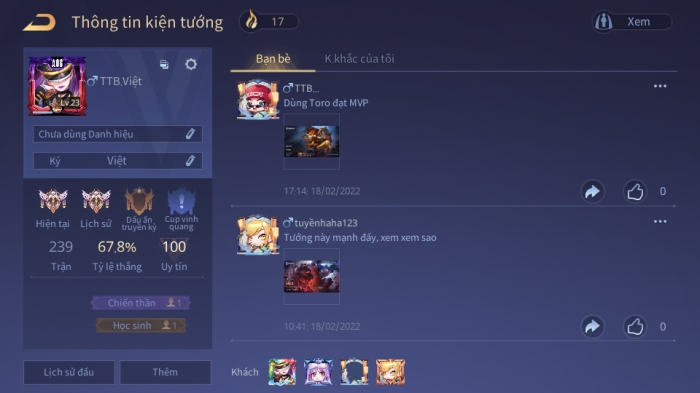 Thông tin kiện tướng
17
Xem
AOG
Lv.23
TTB.Việt
Chưa dùng Danh hiệu
Ký Việt
Hiện tại
Lịch sử
Dấu ấn truyền kỳ
Cup vinh quang
239 67.8% 100
Trận Tỷ lệ thắng Uy tín
Chiến thần 1
Học sinh 1
Lịch sử đấu
Thêm
Bạn bè
K.khắc của tôi
TTB...
Dùng Toro đạt MVP
17:14: 18/02/2022
0
tuyềnhaha123
Tướng này mạnh đấy, xem xem sao
10:41: 18/02/2022
0
Khách